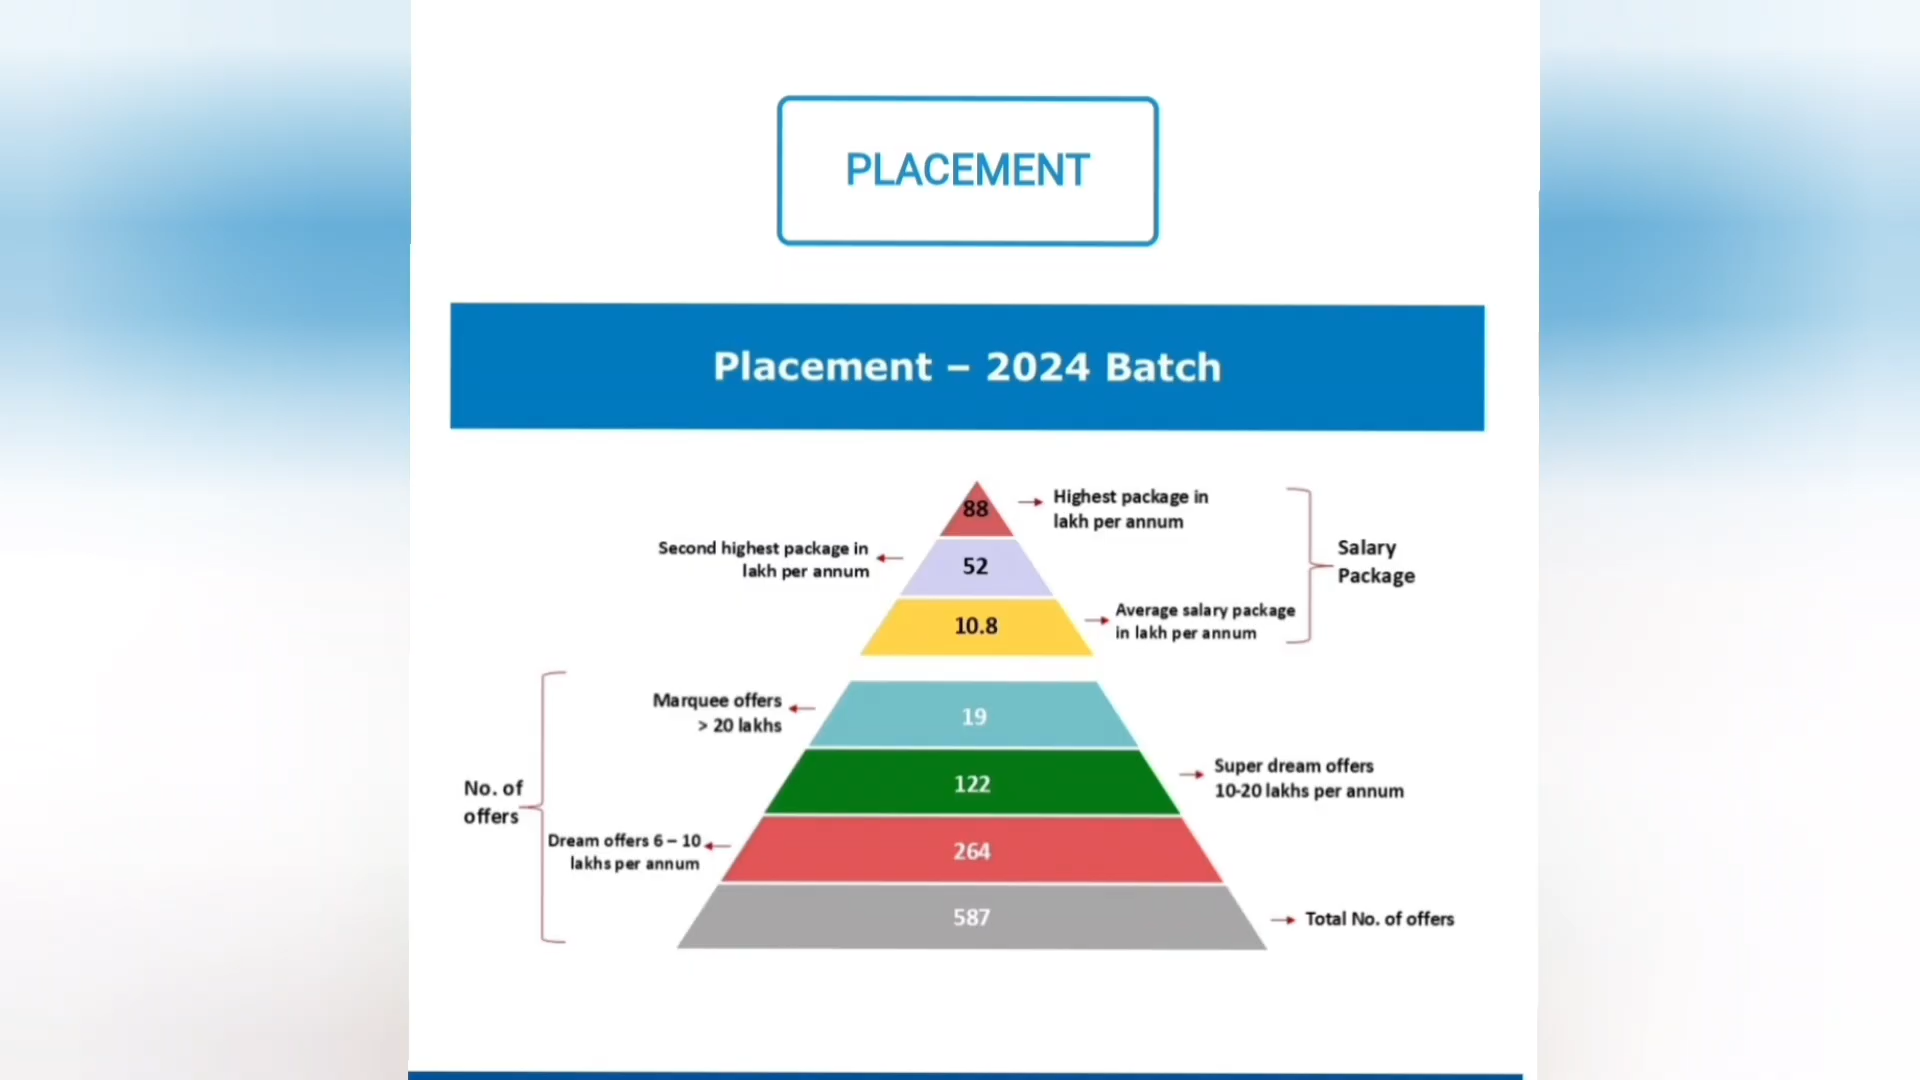 PLACEMENT
Placement – 2024 Batch
88
Highest package in
lakh per annum
Second highest package in
lakh per annum
52
Salary
Package
10.8
Average salary package
in lakh per annum
Marquee offers
> 20 lakhs
19
No. of
offers
122
Super dream offers
10-20 lakhs per annum
Dream offers 6 – 10
lakhs per annum
264
587
Total No. of offers